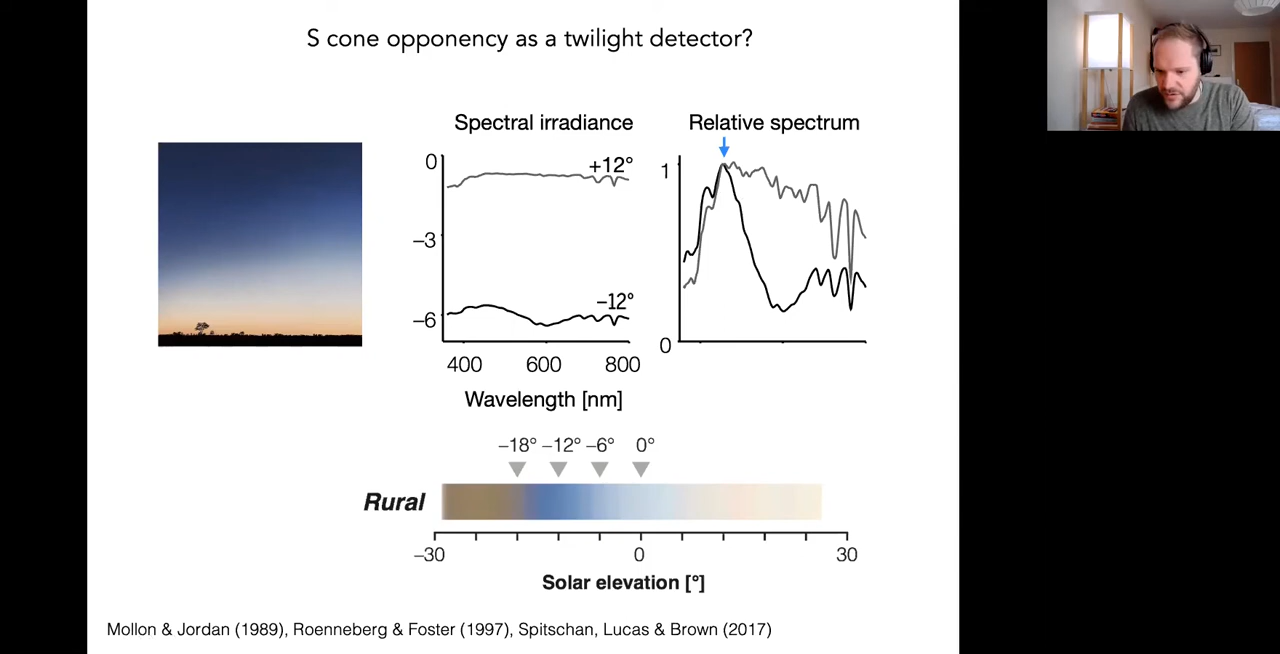 S cone opponency as a twilight detector?
Spectral irradiance
Relative spectrum
0
+12°
–3
–12°
–6
400 600 800
Wavelength [nm]
1
0
–18° –12° –6° 0°
Rural
–30 0 30
Solar elevation [°]
Mollon & Jordan (1989), Roenneberg & Foster (1997), Spitschan, Lucas & Brown (2017)